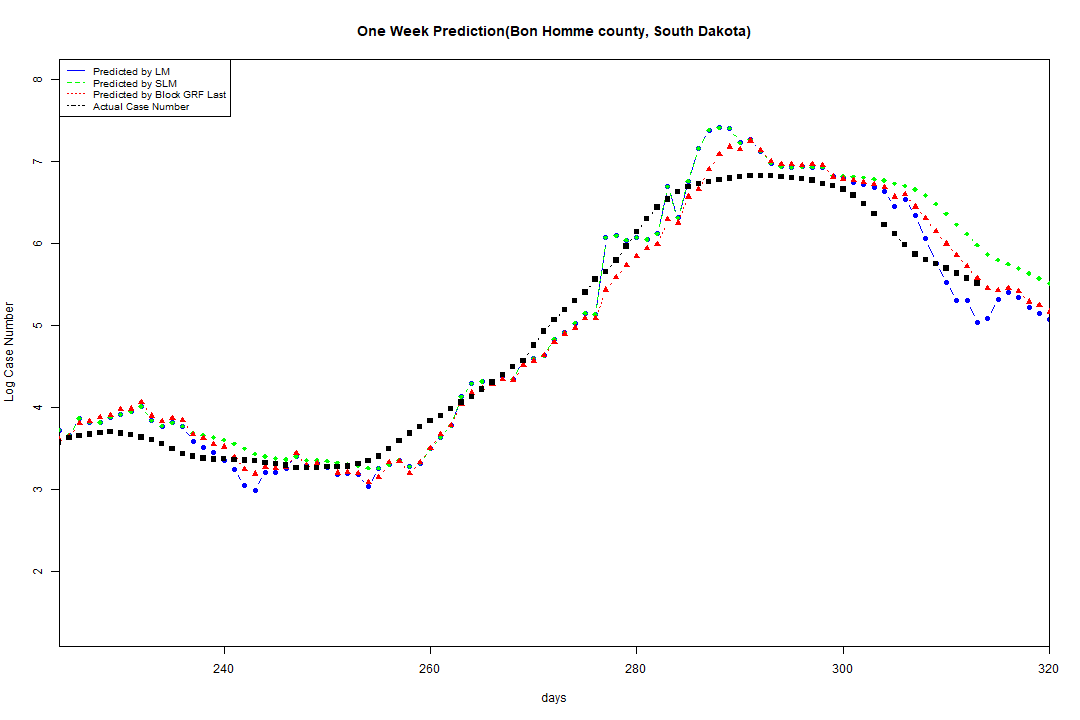 One Week Prediction(Bon Homme county, South Dakota)
Predicted by LM
Predicted by SLM
Predicted by Block GRF Last
Actual Case Number
8
7
6
5
4
3
2
Log Case Number
240 260 280 300 320
days